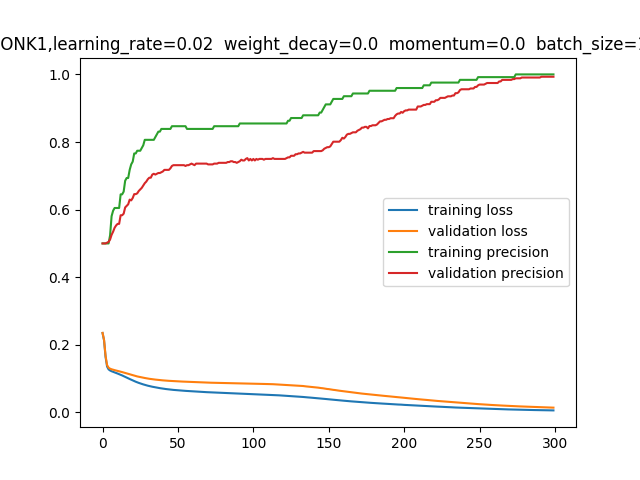 ONK1,learning_rate=0.02 weight_decay=0.0 momentum=0.0 batch_size=
1.0
0.8
0.6
0.4
0.2
0.0
training loss
validation loss
training precision
validation precision
0 50 100 150 200 250 300